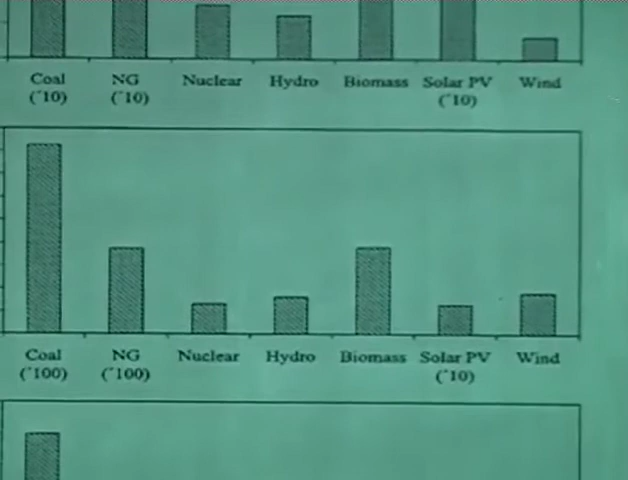 Coal NG Nuclear Hydro Biomass Solar PV Wind
(´10) (´10) (´10)
Coal NG Nuclear Hydro Biomass Solar PV Wind
(´100) (´100) (´10)